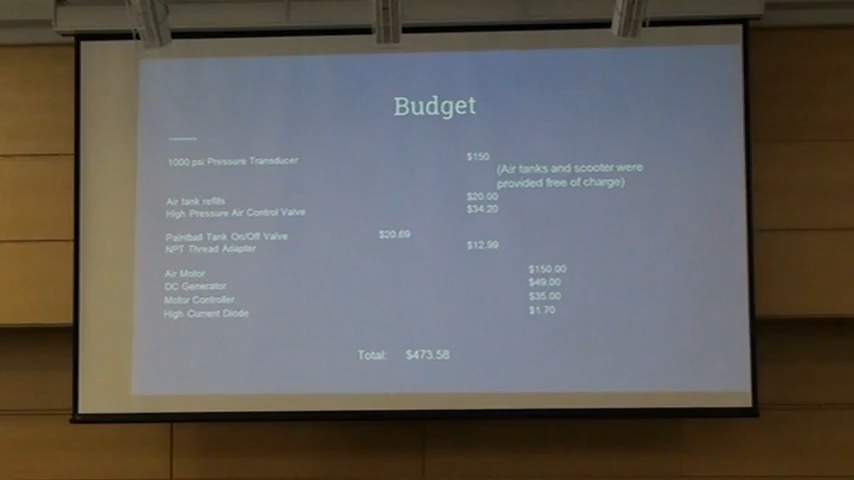 Budget
1000 psi Pressure Transducer $150
(Air tanks and scooter were
provided free of charge)
Air tank refills $20.00
High Pressure Air Control Valve $34.20
Paintball Tank On/Off Valve $20.69
NPT Thread Adapter $12.99
Air Motor $150.00
DC Generator $49.00
Motor Controller $35.00
High Current Diode $1.70
Total: $473.58